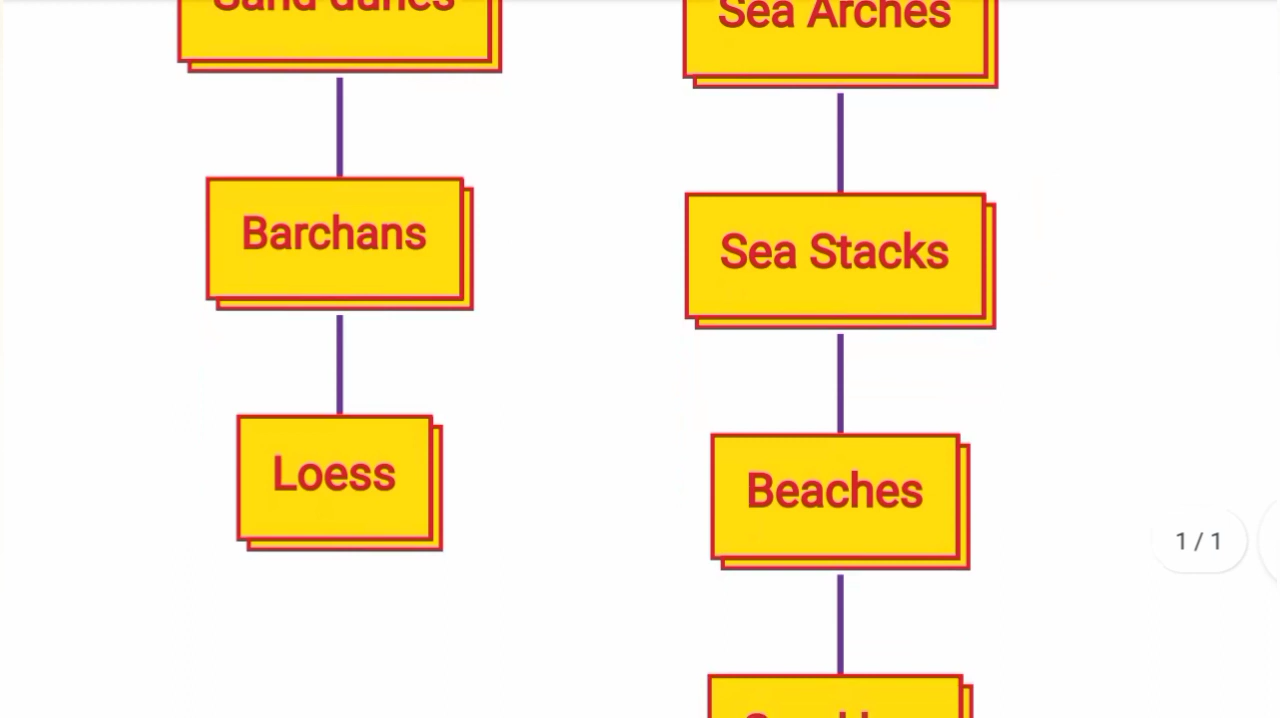 Sand dunes
Barchans
Loess
Sea Arches
Sea Stacks
Beaches
1 / 1